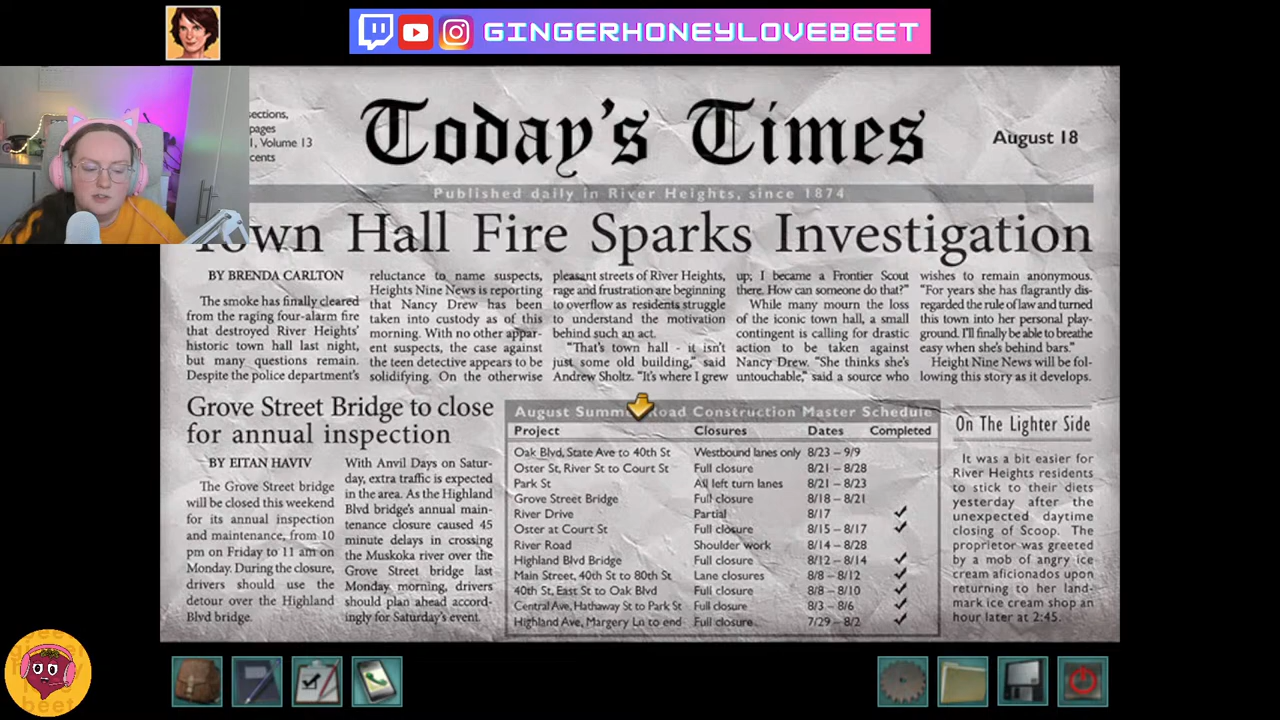 GINGERHONEYLOVEBEET
ections,
pages
1, Volume 13
cents
Today's Times
August 18
Published daily in River Heights, since 1874
Town Hall Fire Sparks Investigation
BY BRENDA CARLTON
The smoke has finally cleared
from the raging four-alarm fire
that destroyed River Heights'
historic town hall last night,
but many questions remain.
Despite the police department's
reluctance to name suspects,
Heights Nine News is reporting
that Nancy Drew has been
taken into custody as of this
morning. With no other appar-
ent suspects, the case against
the teen detective appears to be
solidifying. On the otherwise
pleasant streets of River Heights,
rage and frustration are beginning
to overflow as residents struggle
to understand the motivation
behind such an act.
"That's town hall - it isn't
just some old building," said
Andrew Sholtz. "It's where I grew
up; I became a Frontier Scout
there. How can someone do that?"
While many mourn the loss
of the iconic town hall, a small
contingent is calling for drastic
action to be taken against
Nancy Drew. "She thinks she's
untouchable," said a source who
wishes to remain anonymous.
"For years she has flagrantly dis-
regarded the rule of law and turned
this town into her personal play-
ground. I'll finally be able to breathe
easy when she's behind bars."
Height Nine News will be fol-
lowing this story as it develops.
Grove Street Bridge to close
for annual inspection
BY EITAN HAVIV
The Grove Street bridge
will be closed this weekend
for its annual inspection
and maintenance, from 10
pm on Friday to 11 am on
Monday. During the closure,
drivers should use the
detour over the Highland
Blvd bridge.
With Anvil Days on Satur-
day, extra traffic is expected
in the area. As the Highland
Blvd bridge's annual main-
tenance closure caused 45
minute delays in crossing
the Muskoka river over the
Grove Street bridge last
Monday morning, drivers
should plan ahead accord-
ingly for Saturday's event.
August Summer Road Construction Master Schedule
Project Closures Dates Completed
Oak Blvd, State Ave to 40th St Westbound lanes only 8/23 – 9/9
Oster St, River St to Court St Full closure 8/21 – 8/28
Park St All left turn lanes 8/21 – 8/23
Grove Street Bridge Full closure 8/18 – 8/21
River Drive Partial 8/17 ✓
Oster at Court St Full closure 8/15 – 8/17 ✓
River Road Shoulder work 8/14 – 8/28
Highland Blvd Bridge Full closure 8/12 – 8/14 ✓
Main Street, 40th St to 80th St Lane closures 8/8 – 8/12 ✓
40th St, East St to Oak Blvd Full closure 8/8 – 8/10 ✓
Central Ave, Hathaway St to Park St Full closure 8/3 – 8/6 ✓
Highland Ave, Margery Ln to end Full closure 7/29 – 8/2 ✓
On The Lighter Side
It was a bit easier for
River Heights residents
to stick to their diets
yesterday after the
unexpected daytime
closing of Scoop. The
proprietor was greeted
by a mob of angry ice
cream aficionados upon
returning to her land-
mark ice cream shop an
hour later at 2:45.
beet
beet